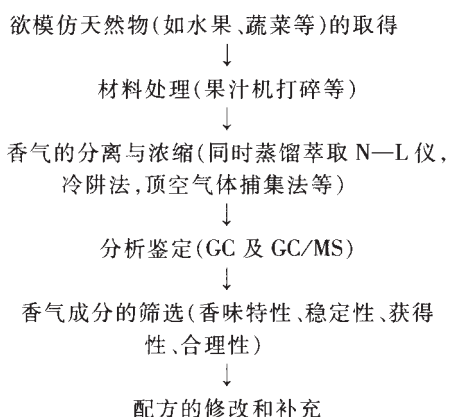 欲模仿天然物(如水果、蔬菜等)的取得
↓
材料处理(果汁机打碎等)
↓
香气的分离与浓缩(同时蒸馏萃取 N—L 仪,
冷阱法,顶空气体捕集法等)
↓
分析鉴定(GC 及 GC/MS)
↓
香气成分的筛选(香味特性、稳定性、获得
性、合理性)
↓
配方的修改和补充